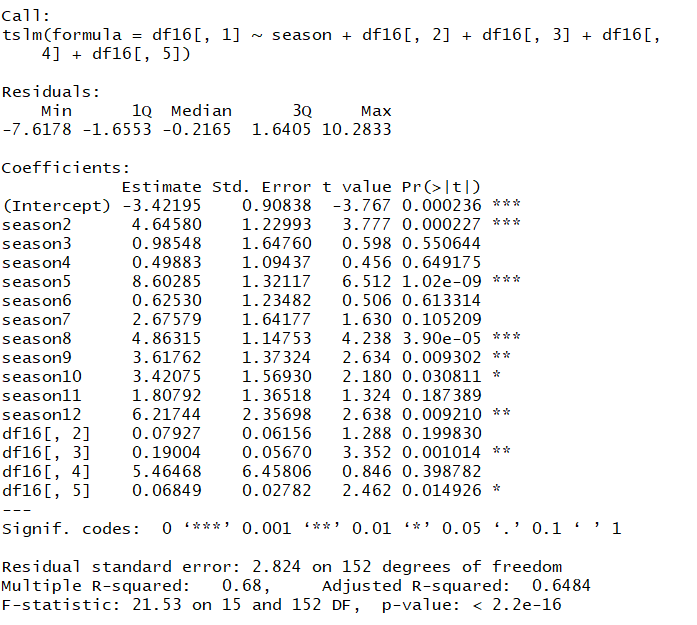 Call:
tslm(formula = df16[, 1] ~ season + df16[, 2] + df16[, 3] + df16[,
    4] + df16[, 5])

Residuals:
    Min      1Q  Median      3Q     Max
-7.6178 -1.6553 -0.2165  1.6405 10.2833

Coefficients:
            Estimate Std. Error t value Pr(>|t|)
(Intercept) -3.42195    0.90838  -3.767 0.000236 ***
season2      4.64580    1.22993   3.777 0.000227 ***
season3      0.98548    1.64760   0.598 0.550644
season4      0.49883    1.09437   0.456 0.649175
season5      8.60285    1.32117   6.512 1.02e-09 ***
season6      0.62530    1.23482   0.506 0.613314
season7      2.67579    1.64177   1.630 0.105209
season8      4.86315    1.14753   4.238 3.90e-05 ***
season9      3.61762    1.37324   2.634 0.009302 **
season10     3.42075    1.56930   2.180 0.030811 *
season11     1.80792    1.36518   1.324 0.187389
season12     6.21744    2.35698   2.638 0.009210 **
df16[, 2]    0.07927    0.06156   1.288 0.199830
df16[, 3]    0.19004    0.05670   3.352 0.001014 **
df16[, 4]    5.46468    6.45806   0.846 0.398782
df16[, 5]    0.06849    0.02782   2.462 0.014926 *
---
Signif. codes:  0 ‘***’ 0.001 ‘**’ 0.01 ‘*’ 0.05 ‘.’ 0.1 ‘ ’ 1

Residual standard error: 2.824 on 152 degrees of freedom
Multiple R-squared:   0.68,     Adjusted R-squared:  0.6484
F-statistic: 21.53 on 15 and 152 DF,  p-value: < 2.2e-16